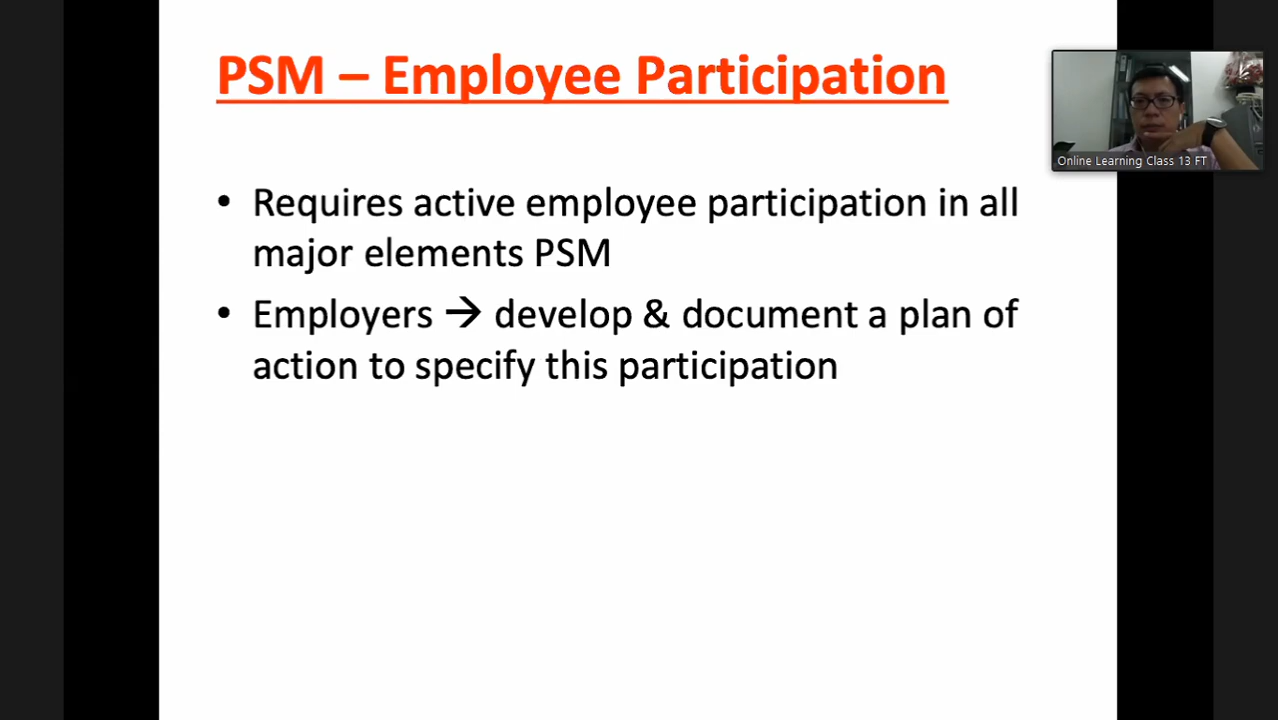 PSM – Employee Participation
• Requires active employee participation in all
major elements PSM
• Employers → develop & document a plan of
action to specify this participation
Online Learning Class 13 FT